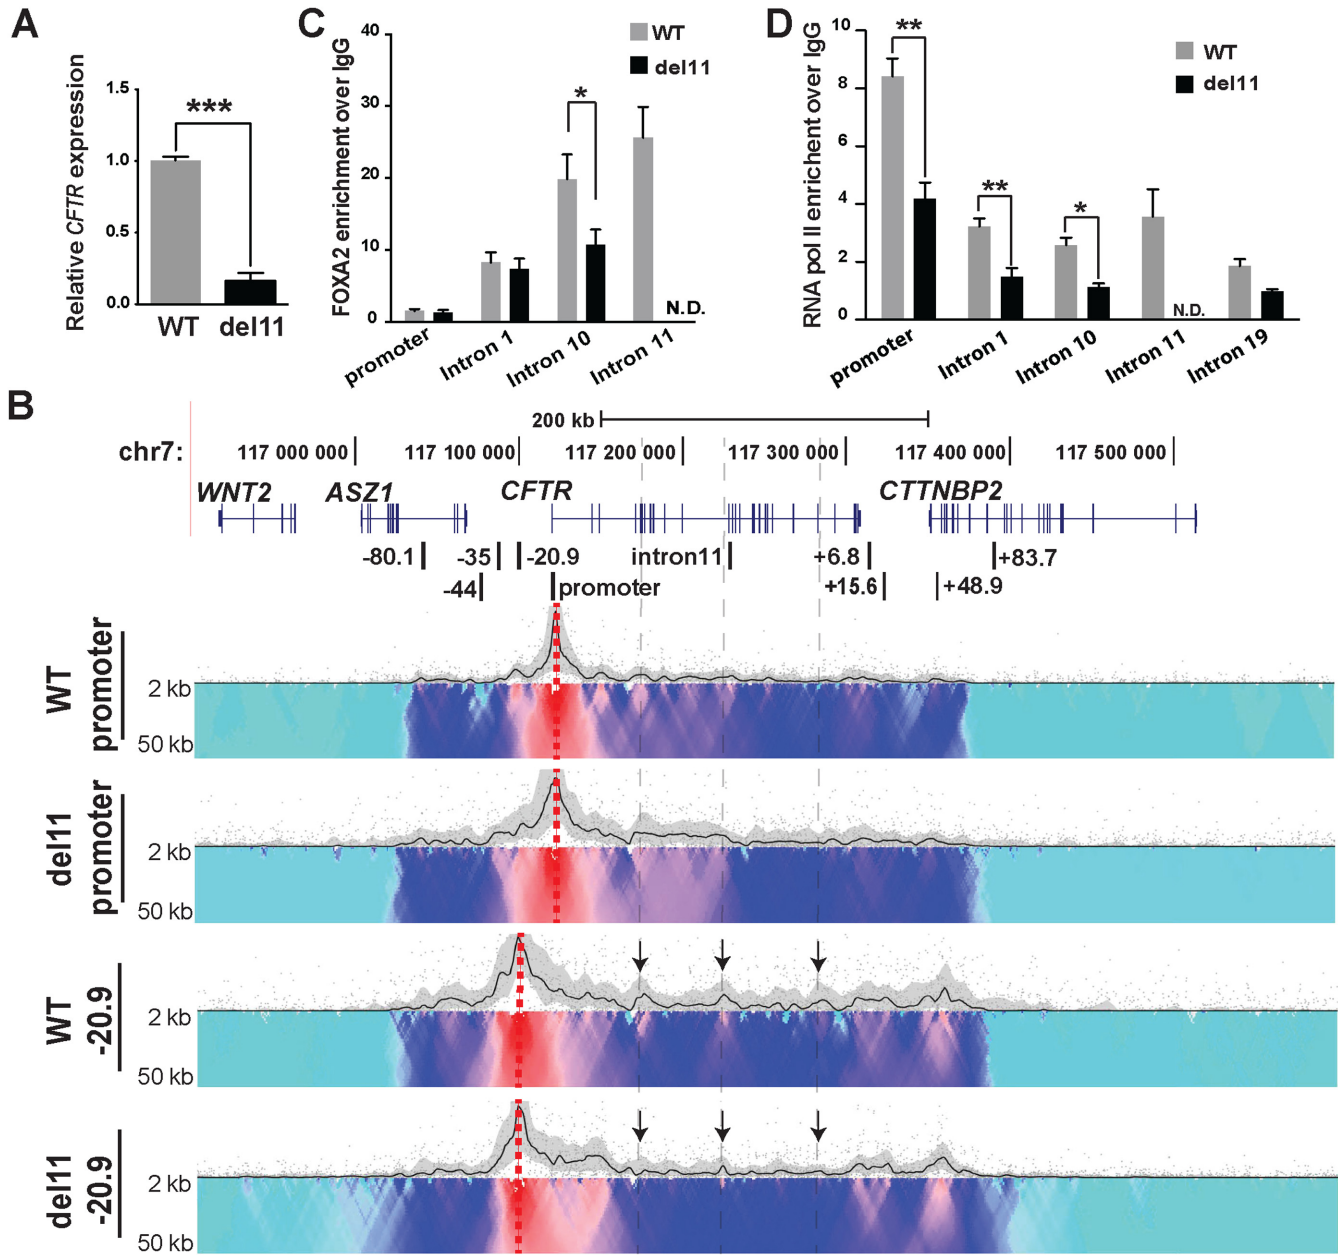 A
Relative CFTR expression
1.5
1.0
0.5
0.0
***
WT
del11
C
FOXA2 enrichment over IgG
40
30
20
10
0
WT
del11
*
N.D.
promoter
Intron 1
Intron 10
Intron 11
D
RNA pol II enrichent over IgG
10
8
6
4
2
0
WT
del11
**
**
*
N.D.
promoter
Intron 1
Intron 10
Intron 11
Intron 19
B
200 kb
chr7:
117 000 000
117 100 000
117 200 000
117 300 000
117 400 000
117 500 000
WNT2
ASZ1
CFTR
CTTNBP2
-80.1
-35
-20.9
intron11
+6.8
+83.7
-44
promoter
+15.6
+48.9
WT
promoter
2 kb
50 kb
del11
promoter
2 kb
50 kb
WT
-20.9
2 kb
50 kb
del11
-20.9
2 kb
50 kb